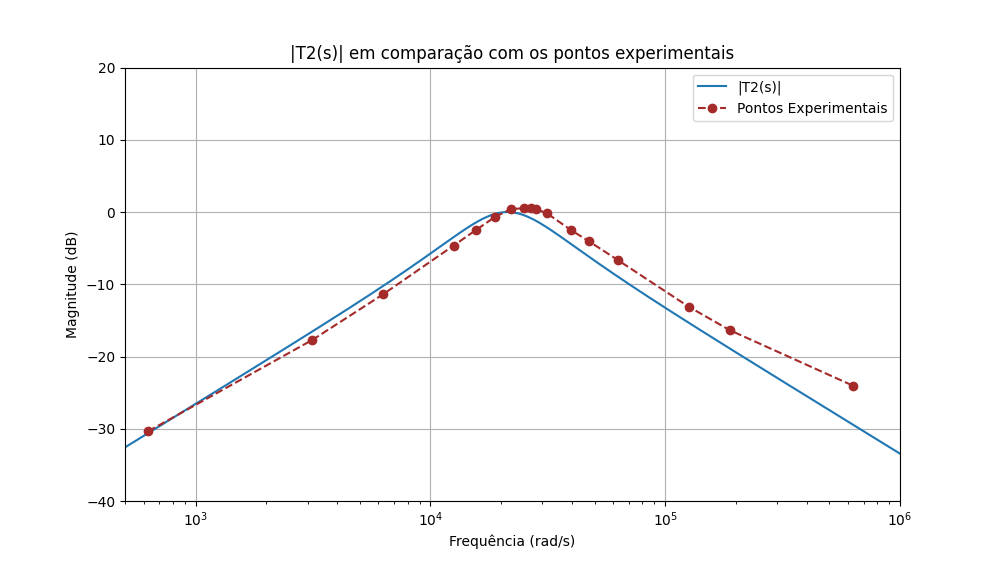 |T2(s)| em comparação com os pontos experimentais
|T2(s)|
Pontos Experimentais
Magnitude (dB)
20
10
0
−10
−20
−30
−40
10³ 10⁴ 10⁵ 10⁶
Frequência (rad/s)